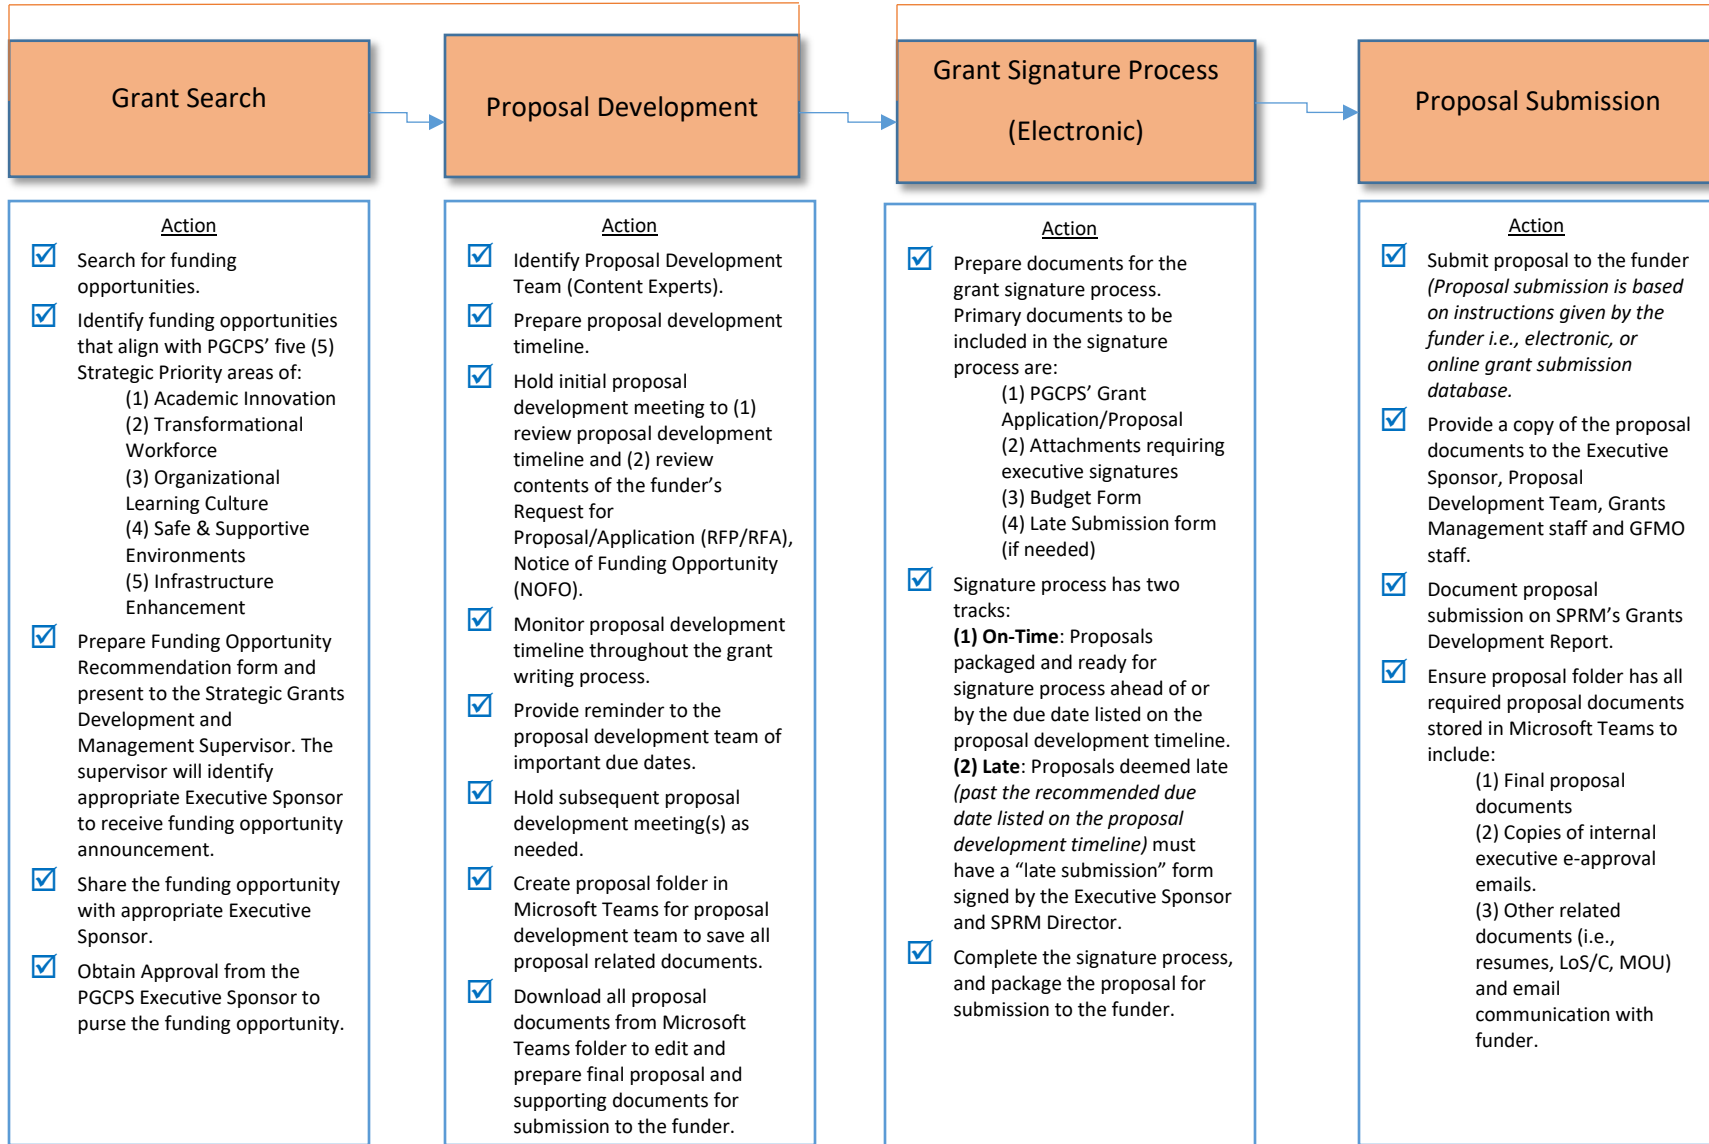 Grant Search
Proposal Development
Grant Signature Process
(Electronic)
Proposal Submission
Action
Search for funding
opportunities.
Identify funding opportunities
that align with PGCPS’ five (5)
Strategic Priority areas of:
(1) Academic Innovation
(2) Transformational
Workforce
(3) Organizational
Learning Culture
(4) Safe & Supportive
Environments
(5) Infrastructure
Enhancement
Prepare Funding Opportunity
Recommendation form and
present to the Strategic Grants
Development and
Management Supervisor. The
supervisor will identify
appropriate Executive Sponsor
to receive funding opportunity
announcement.
Share the funding opportunity
with appropriate Executive
Sponsor.
Obtain Approval from the
PGCPS Executive Sponsor to
purse the funding opportunity.
Action
Identify Proposal Development
Team (Content Experts).
Prepare proposal development
timeline.
Hold initial proposal
development meeting to (1)
review proposal development
timeline and (2) review
contents of the funder’s
Request for
Proposal/Application (RFP/RFA),
Notice of Funding Opportunity
(NOFO).
Monitor proposal development
timeline throughout the grant
writing process.
Provide reminder to the
proposal development team of
important due dates.
Hold subsequent proposal
development meeting(s) as
needed.
Create proposal folder in
Microsoft Teams for proposal
development team to save all
proposal related documents.
Download all proposal
documents from Microsoft
Teams folder to edit and
prepare final proposal and
supporting documents for
submission to the funder.
Action
Prepare documents for the
grant signature process.
Primary documents to be
included in the signature
process are:
(1) PGCPS’ Grant
Application/Proposal
(2) Attachments requiring
executive signatures
(3) Budget Form
(4) Late Submission form
(if needed)
Signature process has two
tracks:
(1) On-Time: Proposals
packaged and ready for
signature process ahead of or
by the due date listed on the
proposal development timeline.
(2) Late: Proposals deemed late
(past the recommended due
date listed on the proposal
development timeline) must
have a “late submission” form
signed by the Executive Sponsor
and SPRM Director.
Complete the signature process,
and package the proposal for
submission to the funder.
Action
Submit proposal to the funder
(Proposal submission is based
on instructions given by the
funder i.e., electronic, or
online grant submission
database.
Provide a copy of the proposal
documents to the Executive
Sponsor, Proposal
Development Team, Grants
Management staff and GFMO
staff.
Document proposal
submission on SPRM’s Grants
Development Report.
Ensure proposal folder has all
required proposal documents
stored in Microsoft Teams to
include:
(1) Final proposal
documents
(2) Copies of internal
executive e-approval
emails.
(3) Other related
documents (i.e.,
resumes, LoS/C, MOU)
and email
communication with
funder.